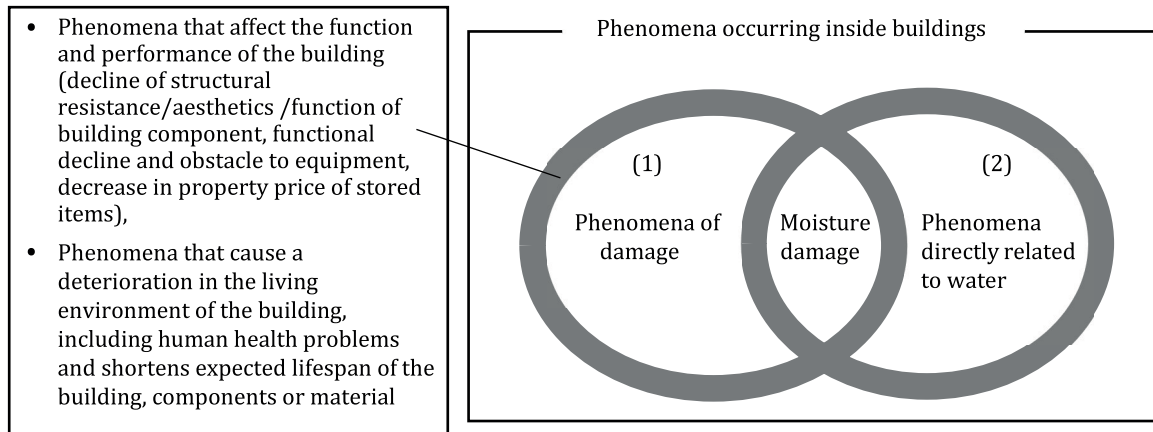 • Phenomena that affect the function
and performance of the building
(decline of structural
resistance/aesthetics /function of
building component, functional
decline and obstacle to equipment,
decrease in property price of stored
items),
• Phenomena that cause a
deterioration in the living
environment of the building,
including human health problems
and shortens expected lifespan of the
building, components or material
Phenomena occurring inside buildings
(1)
Phenomena of
damage
Moisture
damage
(2)
Phenomena
directly related
to water